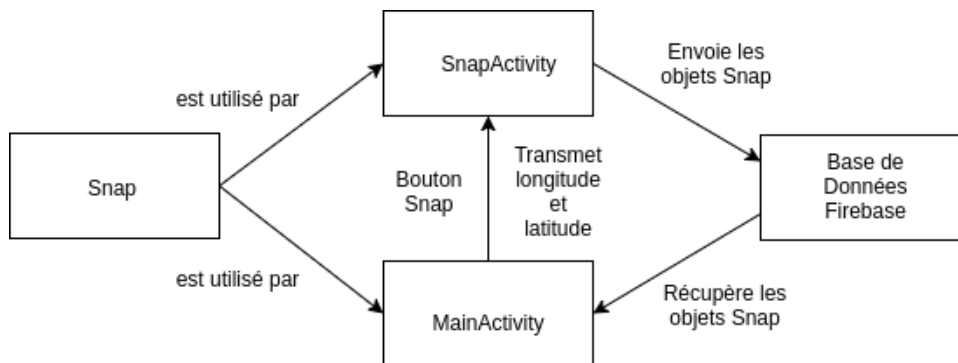 SnapActivity
Envoie les
objets Snap
est utilisé par
Snap
Bouton
Snap
Transmet
longitude
et
latitude
Base de
Données
Firebase
est utilisé par
MainActivity
Récupère les
objets Snap